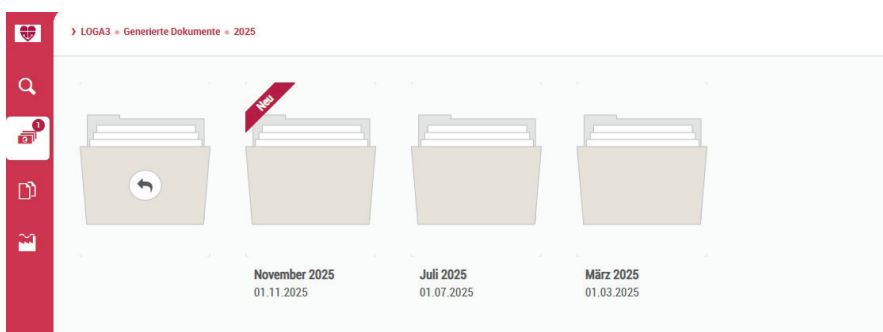 ❯ LOGA3 • Generierte Dokumente • 2025
1
Neu
November 2025
01.11.2025
Juli 2025
01.07.2025
März 2025
01.03.2025